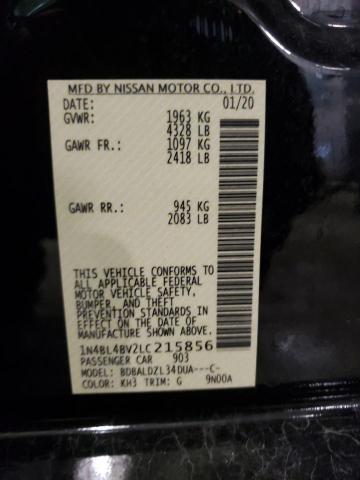 MFD BY NISSAN MOTOR CO., LTD.
DATE: 01/20
GVWR: 1963 KG
4328 LB
GAWR FR.: 1097 KG
2418 LB
GAWR RR.: 945 KG
2083 LB
THIS VEHICLE CONFORMS TO
ALL APPLICABLE FEDERAL
MOTOR VEHICLE SAFETY,
BUMPER, AND THEFT
PREVENTION STANDARDS IN
EFFECT ON THE DATE OF
MANUFACTURE SHOWN ABOVE.
1N4BL4BV2LC215856
PASSENGER CAR 903
MODEL: BDBALDZL34DUA---C-
COLOR: KH3 TRIM: G 9N00A